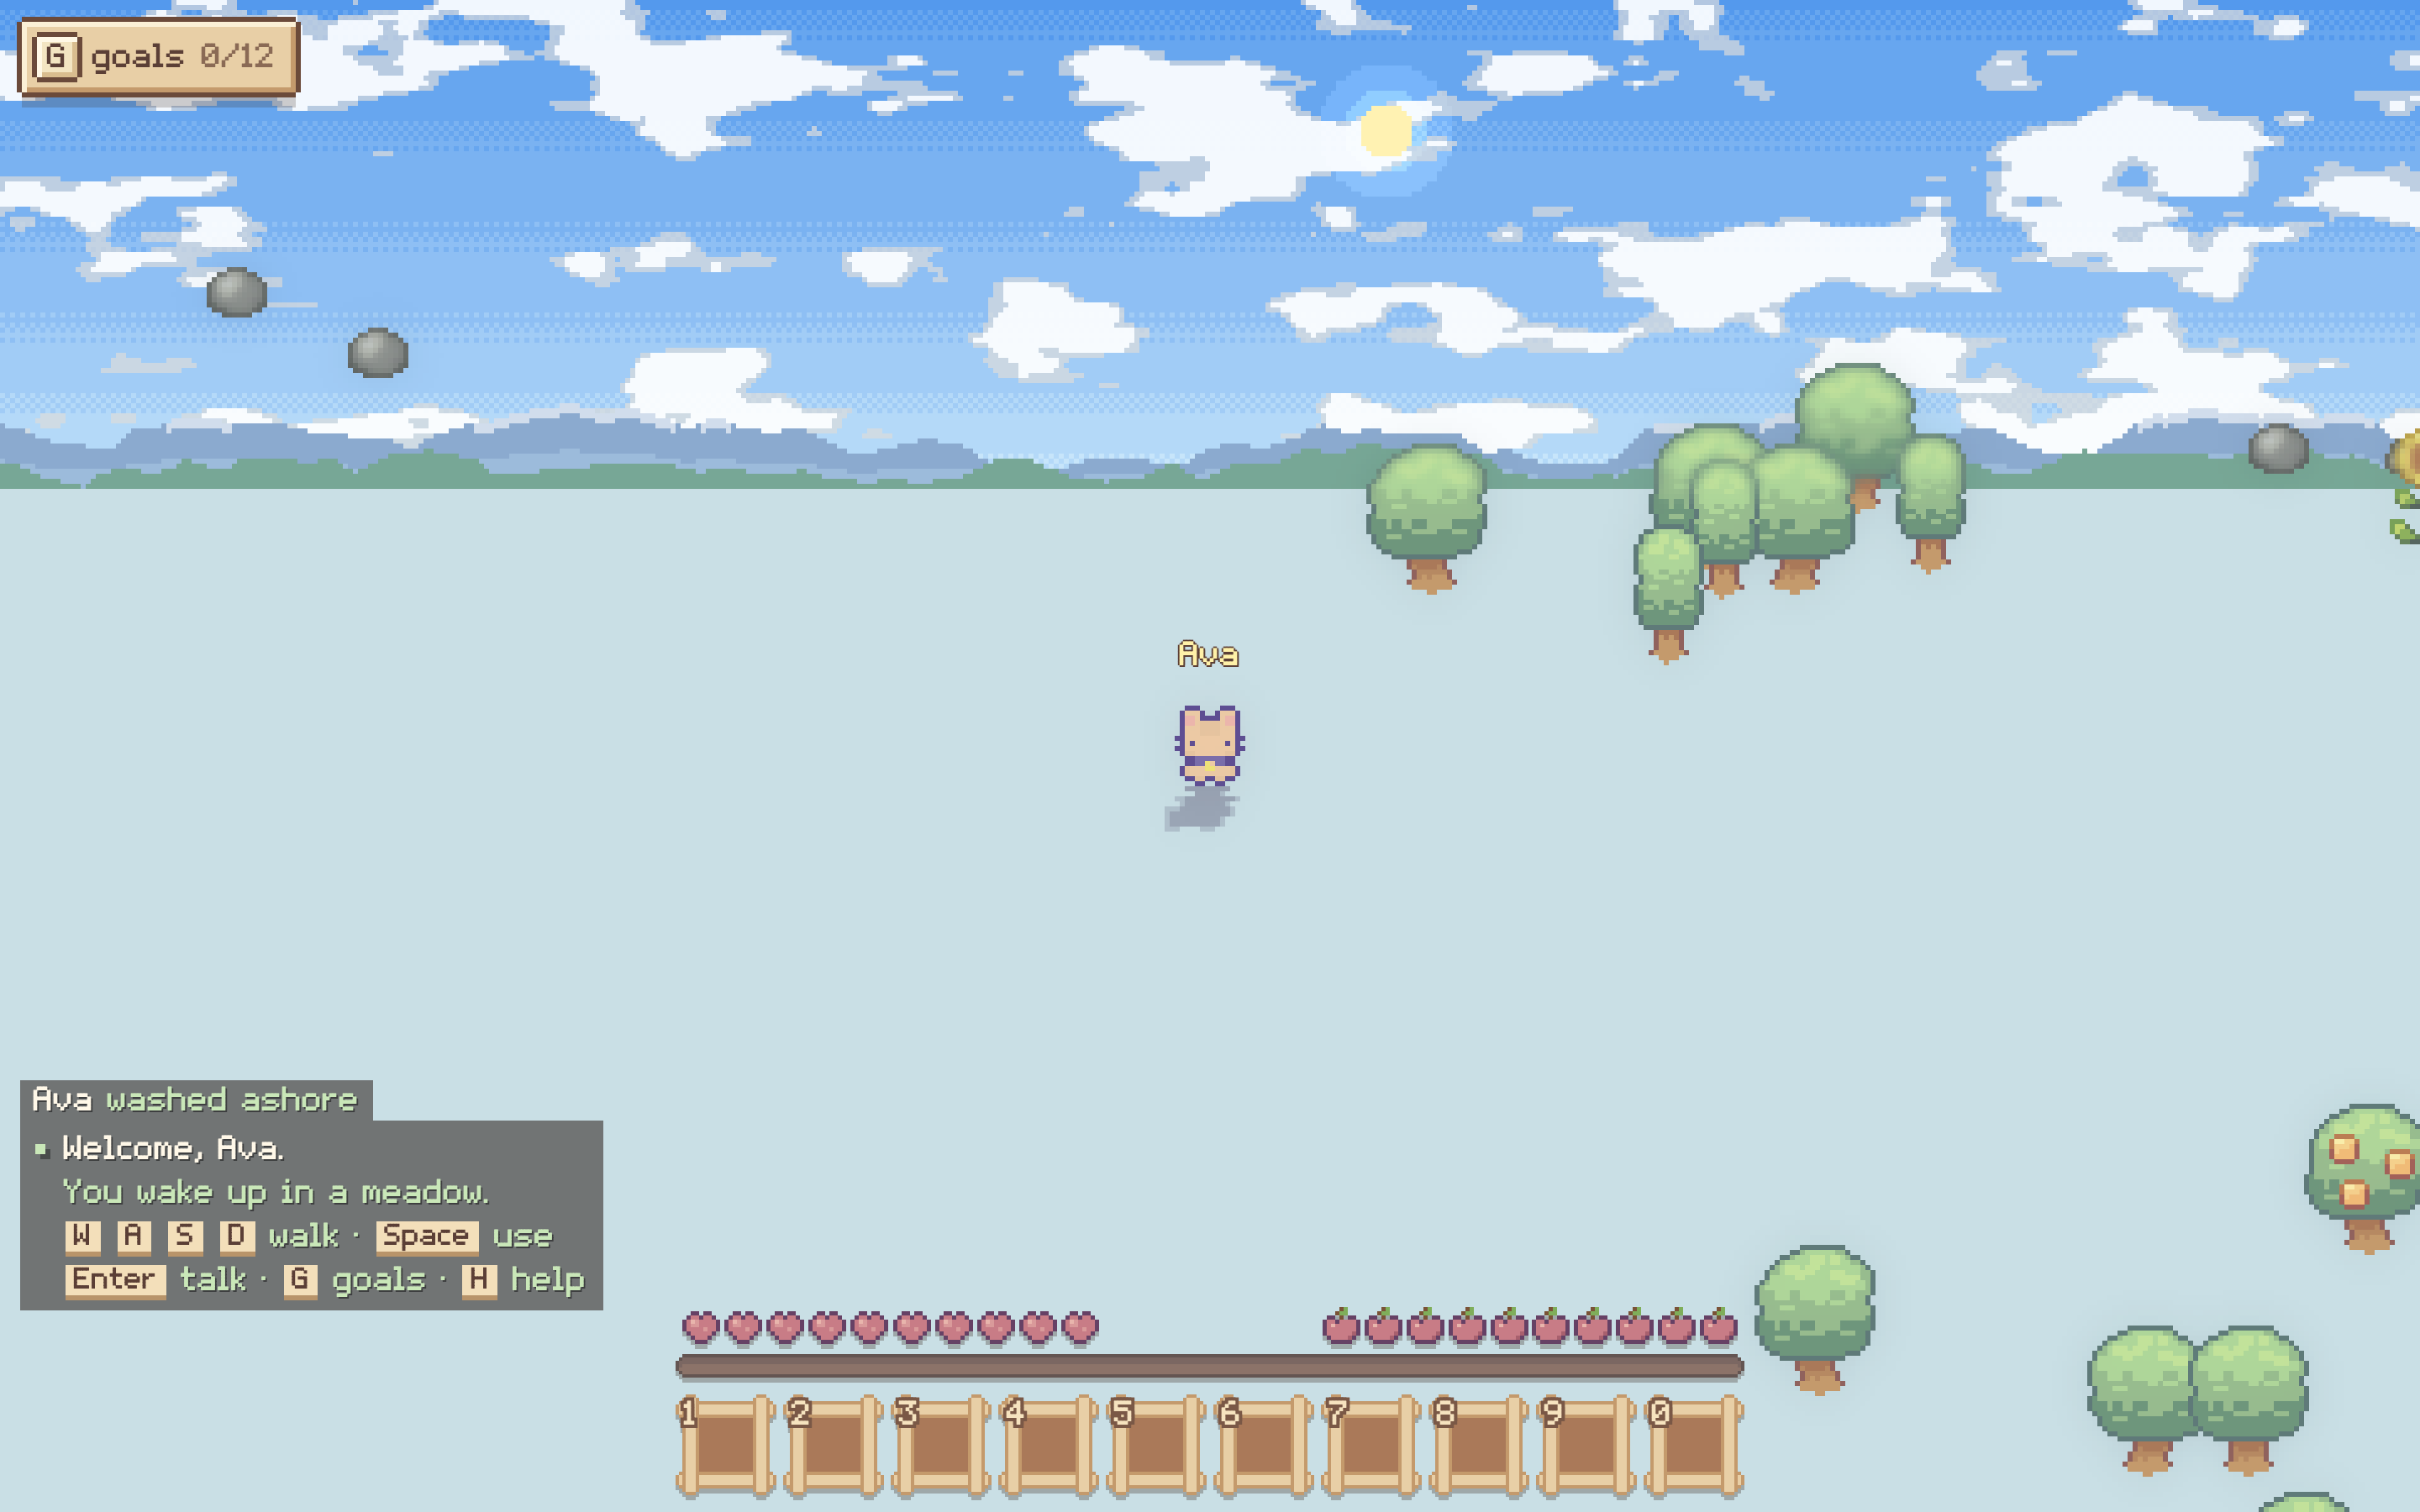 G goals 0/12
Ava
Ava washed ashore
Welcome, Ava.
You wake up in a meadow.
W A S D walk · Space use
Enter talk · G goals · H help
1 2 3 4 5 6 7 8 9 0